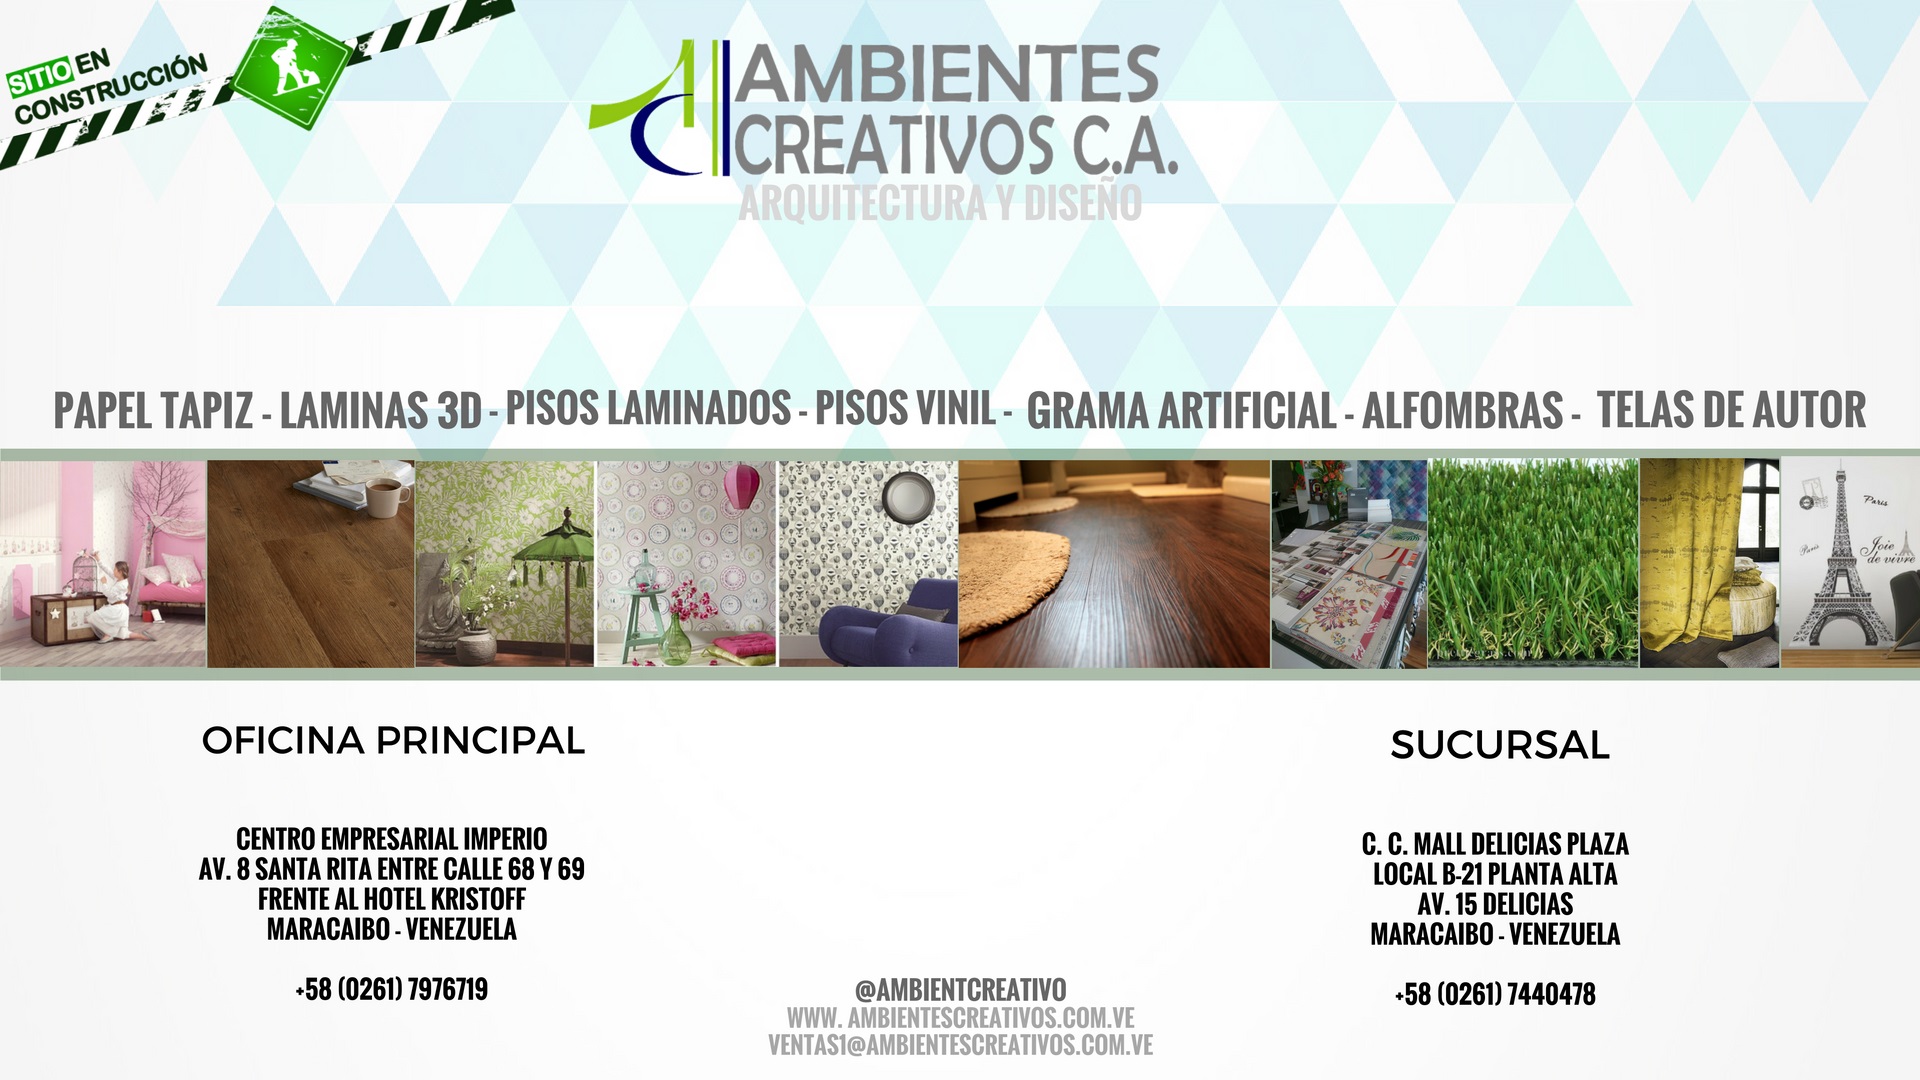 SITIO EN
CONSTRUCCIÓN
AMBIENTES
CREATIVOS C.A.
ARQUITECTURA Y DISEÑO
PAPEL TAPIZ - LAMINAS 3D - PISOS LAMINADOS - PISOS VINIL - GRAMA ARTIFICIAL - ALFOMBRAS - TELAS DE AUTOR
Paris
Paris
Joie
de vivre
OFICINA PRINCIPAL
CENTRO EMPRESARIAL IMPERIO
AV. 8 SANTA RITA ENTRE CALLE 68 Y 69
FRENTE AL HOTEL KRISTOFF
MARACAIBO - VENEZUELA
+58 (0261) 7976719
SUCURSAL
C. C. MALL DELICIAS PLAZA
LOCAL B-21 PLANTA ALTA
AV. 15 DELICIAS
MARACAIBO - VENEZUELA
+58 (0261) 7440478
@AMBIENTCREATIVO
WWW. AMBIENTESCREATIVOS.COM.VE
VENTAS1@AMBIENTESCREATIVOS.COM.VE